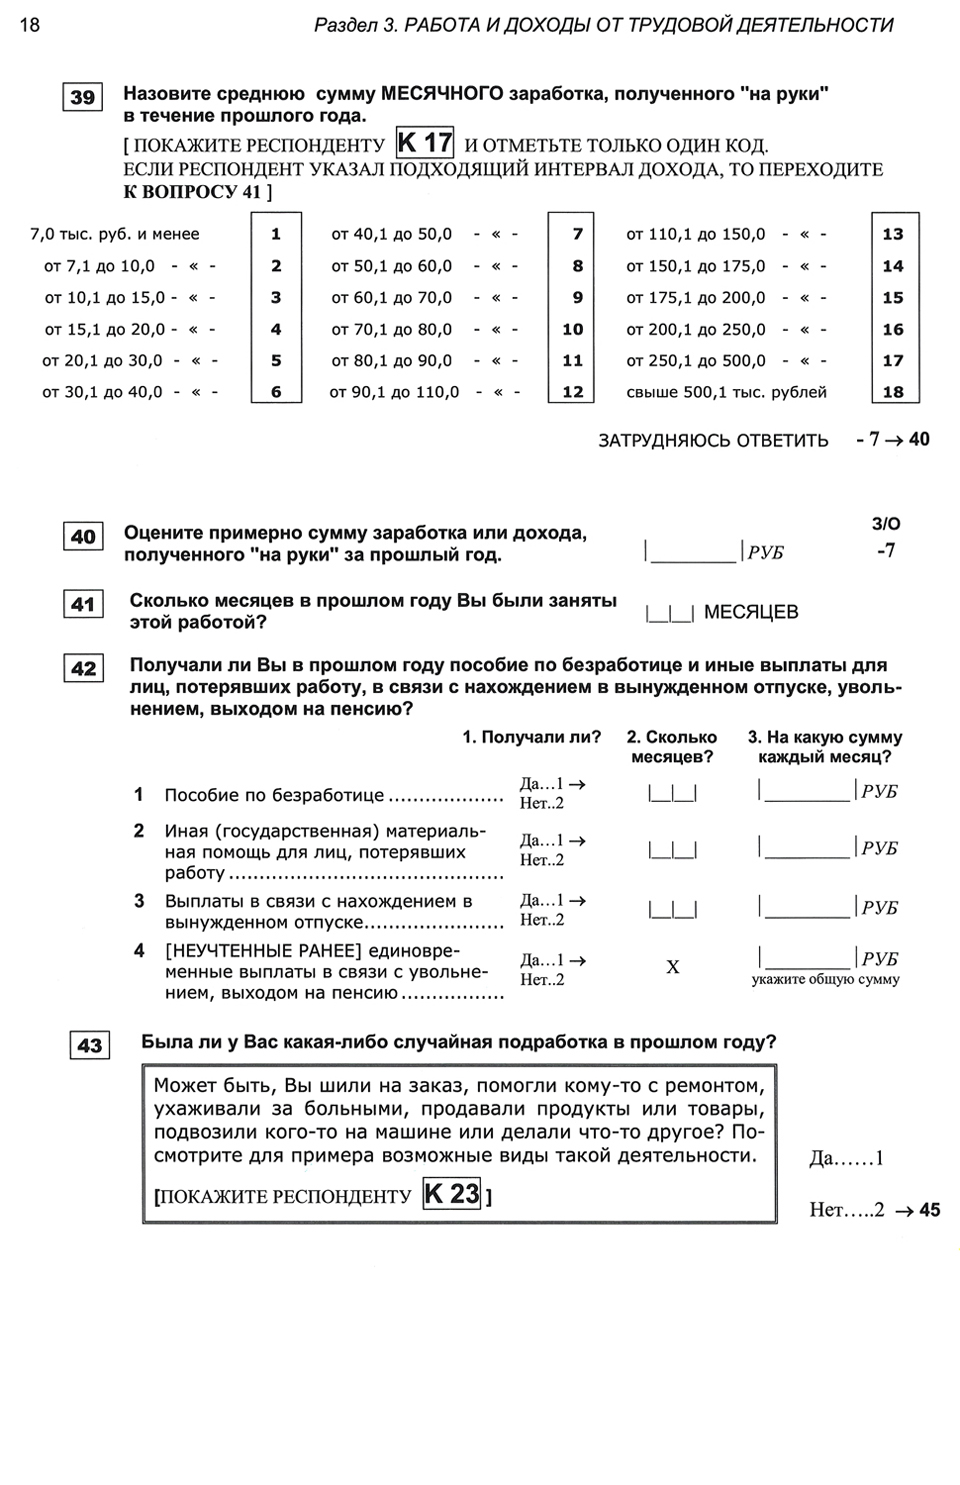 18 Раздел 3. РАБОТА И ДОХОДЫ ОТ ТРУДОВОЙ ДЕЯТЕЛЬНОСТИ
39 Назовите среднюю сумму МЕСЯЧНОГО заработка, полученного "на руки"
в течение прошлого года.
[ ПОКАЖИТЕ РЕСПОНДЕНТУ К 17 И ОТМЕТЬТЕ ТОЛЬКО ОДИН КОД.
ЕСЛИ РЕСПОНДЕНТ УКАЗАЛ ПОДХОДЯЩИЙ ИНТЕРВАЛ ДОХОДА, ТО ПЕРЕХОДИТЕ
К ВОПРОСУ 41 ]
7,0 тыс. руб. и менее 1 от 40,1 до 50,0 - « - 7 от 110,1 до 150,0 - « - 13
от 7,1 до 10,0 - « - 2 от 50,1 до 60,0 - « - 8 от 150,1 до 175,0 - « - 14
от 10,1 до 15,0 - « - 3 от 60,1 до 70,0 - « - 9 от 175,1 до 200,0 - « - 15
от 15,1 до 20,0 - « - 4 от 70,1 до 80,0 - « - 10 от 200,1 до 250,0 - « - 16
от 20,1 до 30,0 - « - 5 от 80,1 до 90,0 - « - 11 от 250,1 до 500,0 - « - 17
от 30,1 до 40,0 - « - 6 от 90,1 до 110,0 - « - 12 свыше 500,1 тыс. рублей 18
ЗАТРУДНЯЮСЬ ОТВЕТИТЬ - 7 → 40
З/О
40 Оцените примерно сумму заработка или дохода,
полученного "на руки" за прошлый год. |________| РУБ -7
41 Сколько месяцев в прошлом году Вы были заняты
этой работой? |__|__| МЕСЯЦЕВ
42 Получали ли Вы в прошлом году пособие по безработице и иные выплаты для
лиц, потерявших работу, в связи с нахождением в вынужденном отпуске, уволь-
нением, выходом на пенсию?
1. Получали ли? 2. Сколько 3. На какую сумму
месяцев? каждый месяц?
1 Пособие по безработице................... Да...1 → |__|__| |________| РУБ
Нет..2
2 Иная (государственная) материаль-
ная помощь для лиц, потерявших Да...1 → |__|__| |________| РУБ
работу.......................................... Нет..2
3 Выплаты в связи с нахождением в Да...1 → |__|__| |________| РУБ
вынужденном отпуске....................... Нет..2
4 [НЕУЧТЕННЫЕ РАНЕЕ] единовре-
менные выплаты в связи с увольне- Да...1 → Х |________| РУБ
нением, выходом на пенсию................. Нет..2 укажите общую сумму
43 Была ли у Вас какая-либо случайная подработка в прошлом году?
Может быть, Вы шили на заказ, помогли кому-то с ремонтом,
ухаживали за больными, продавали продукты или товары,
подвозили кого-то на машине или делали что-то другое? По-
смотрите для примера возможные виды такой деятельности.
Да......1
[ПОКАЖИТЕ РЕСПОНДЕНТУ К 23 ]
Нет.....2 → 45